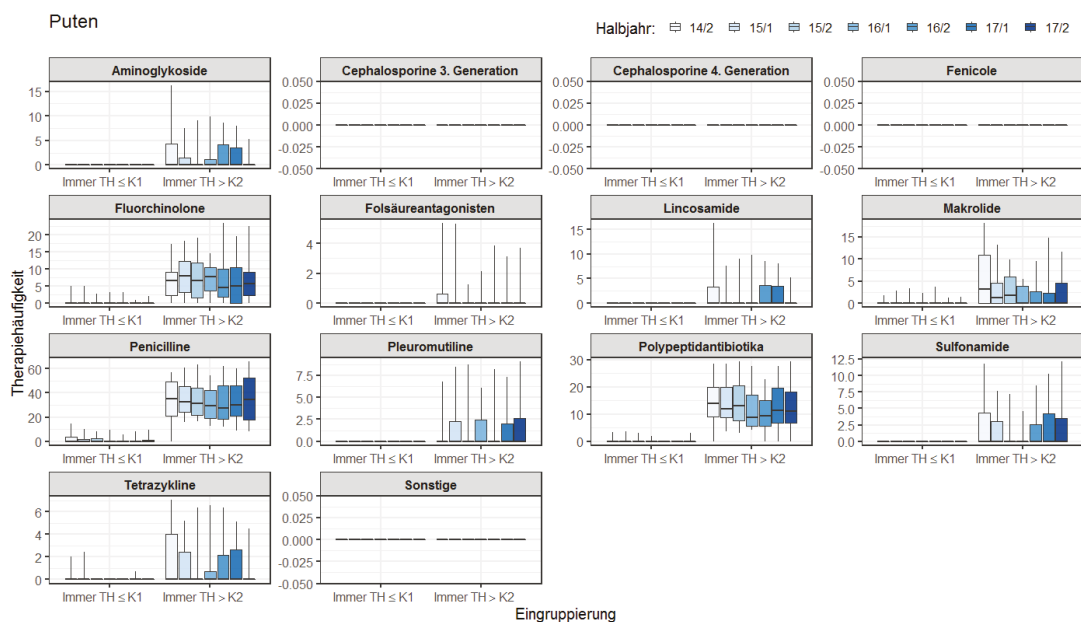 Puten
Halbjahr: 14/2 15/1 15/2 16/1 16/2 17/1 17/2
Aminoglykoside
15
10
5
0
Immer TH ≤ K1 Immer TH > K2
Cephalosporine 3. Generation
0.050
0.025
0.000
-0.025
-0.050
Immer TH ≤ K1 Immer TH > K2
Cephalosporine 4. Generation
0.050
0.025
0.000
-0.025
-0.050
Immer TH ≤ K1 Immer TH > K2
Fenicole
0.050
0.025
0.000
-0.025
-0.050
Immer TH ≤ K1 Immer TH > K2
Therapiehäufigkeit
Fluorchinolone
20
15
10
5
0
Immer TH ≤ K1 Immer TH > K2
Folsäureantagonisten
4
2
0
Immer TH ≤ K1 Immer TH > K2
Lincosamide
15
10
5
0
Immer TH ≤ K1 Immer TH > K2
Makrolide
15
10
5
0
Immer TH ≤ K1 Immer TH > K2
Penicilline
60
40
20
0
Immer TH ≤ K1 Immer TH > K2
Pleuromutiline
7.5
5.0
2.5
0.0
Immer TH ≤ K1 Immer TH > K2
Polypeptidantibiotika
30
20
10
0
Immer TH ≤ K1 Immer TH > K2
Sulfonamide
12.5
10.0
7.5
5.0
2.5
0.0
Immer TH ≤ K1 Immer TH > K2
Tetrazykline
6
4
2
0
Immer TH ≤ K1 Immer TH > K2
Sonstige
0.050
0.025
0.000
-0.025
-0.050
Immer TH ≤ K1 Immer TH > K2
Eingruppierung